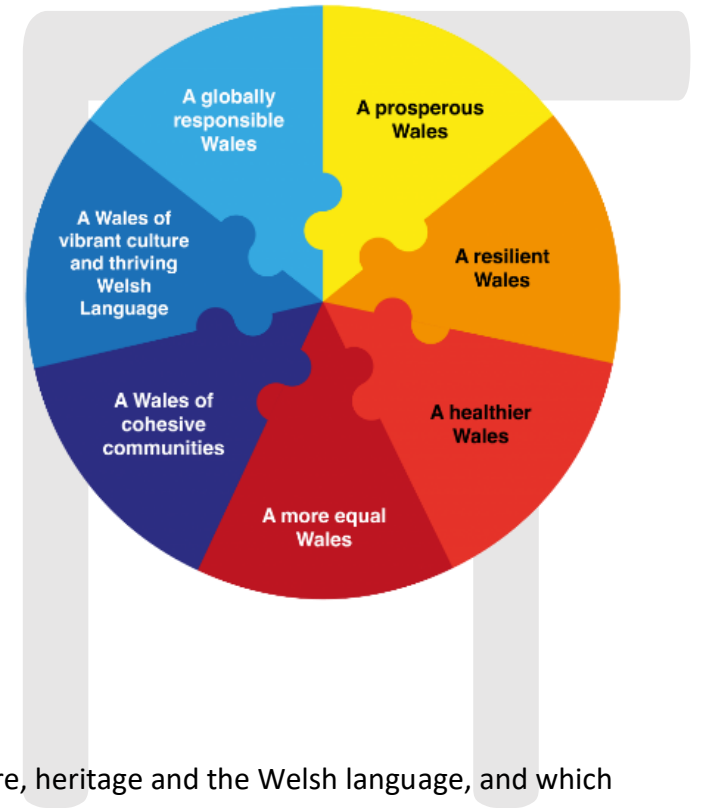 A prosperous
Wales
A resilient
Wales
A healthier
Wales
A more equal
Wales
A Wales of
cohesive
communities
A Wales of
vibrant culture
and thriving
Welsh
Language
A globally
responsible
Wales
heritage and the Welsh language, and which